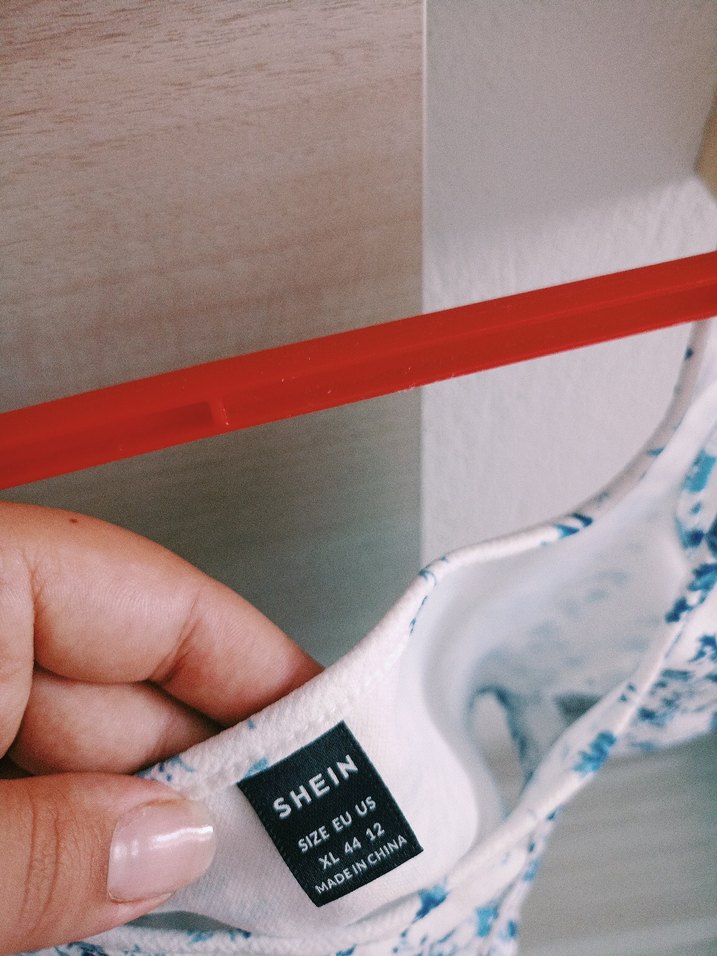 SHEIN
SIZE EU US
XL 44 12
MADE IN CHINA